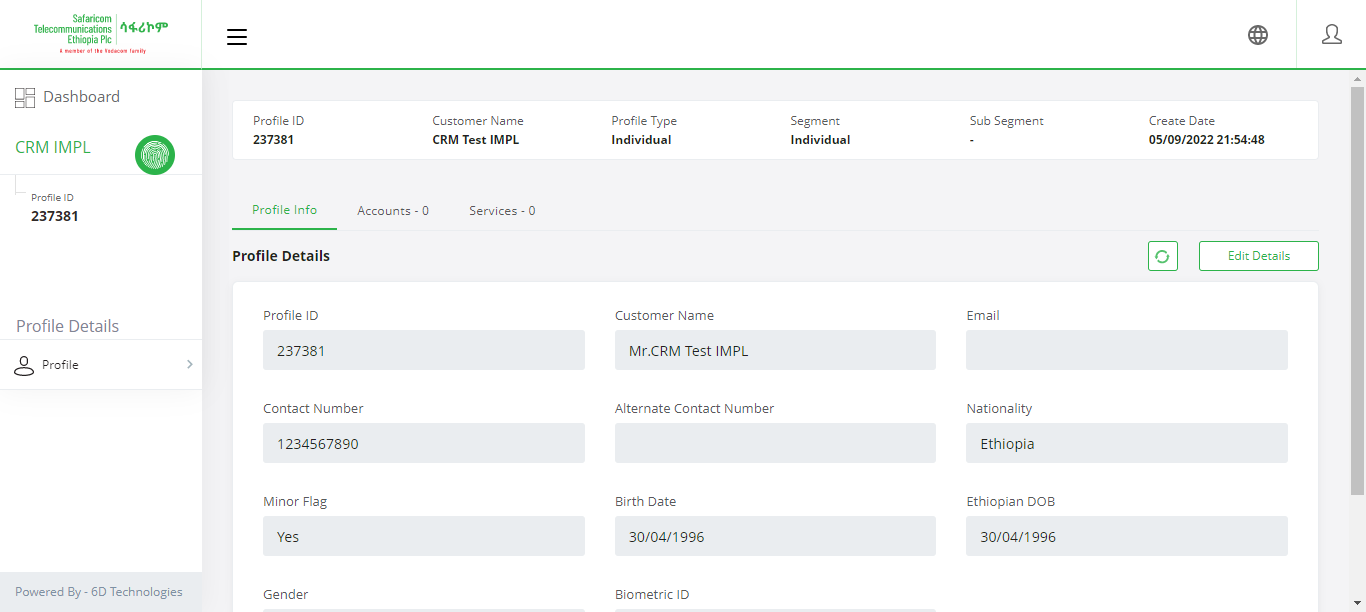 Safaricom
Telecommunications
Ethiopia Plc
ሳፋሪኮም
A member of the Vodacom family
Dashboard
CRM IMPL
Profile ID
237381
Profile Details
Profile
Powered By - 6D Technologies
Profile ID Customer Name Profile Type Segment Sub Segment Create Date
237381 CRM Test IMPL Individual Individual - 05/09/2022 21:54:48
Profile Info Accounts - 0 Services - 0
Profile Details Edit Details
Profile ID Customer Name Email
237381 Mr.CRM Test IMPL
Contact Number Alternate Contact Number Nationality
1234567890 Ethiopia
Minor Flag Birth Date Ethiopian DOB
Yes 30/04/1996 30/04/1996
Gender Biometric ID